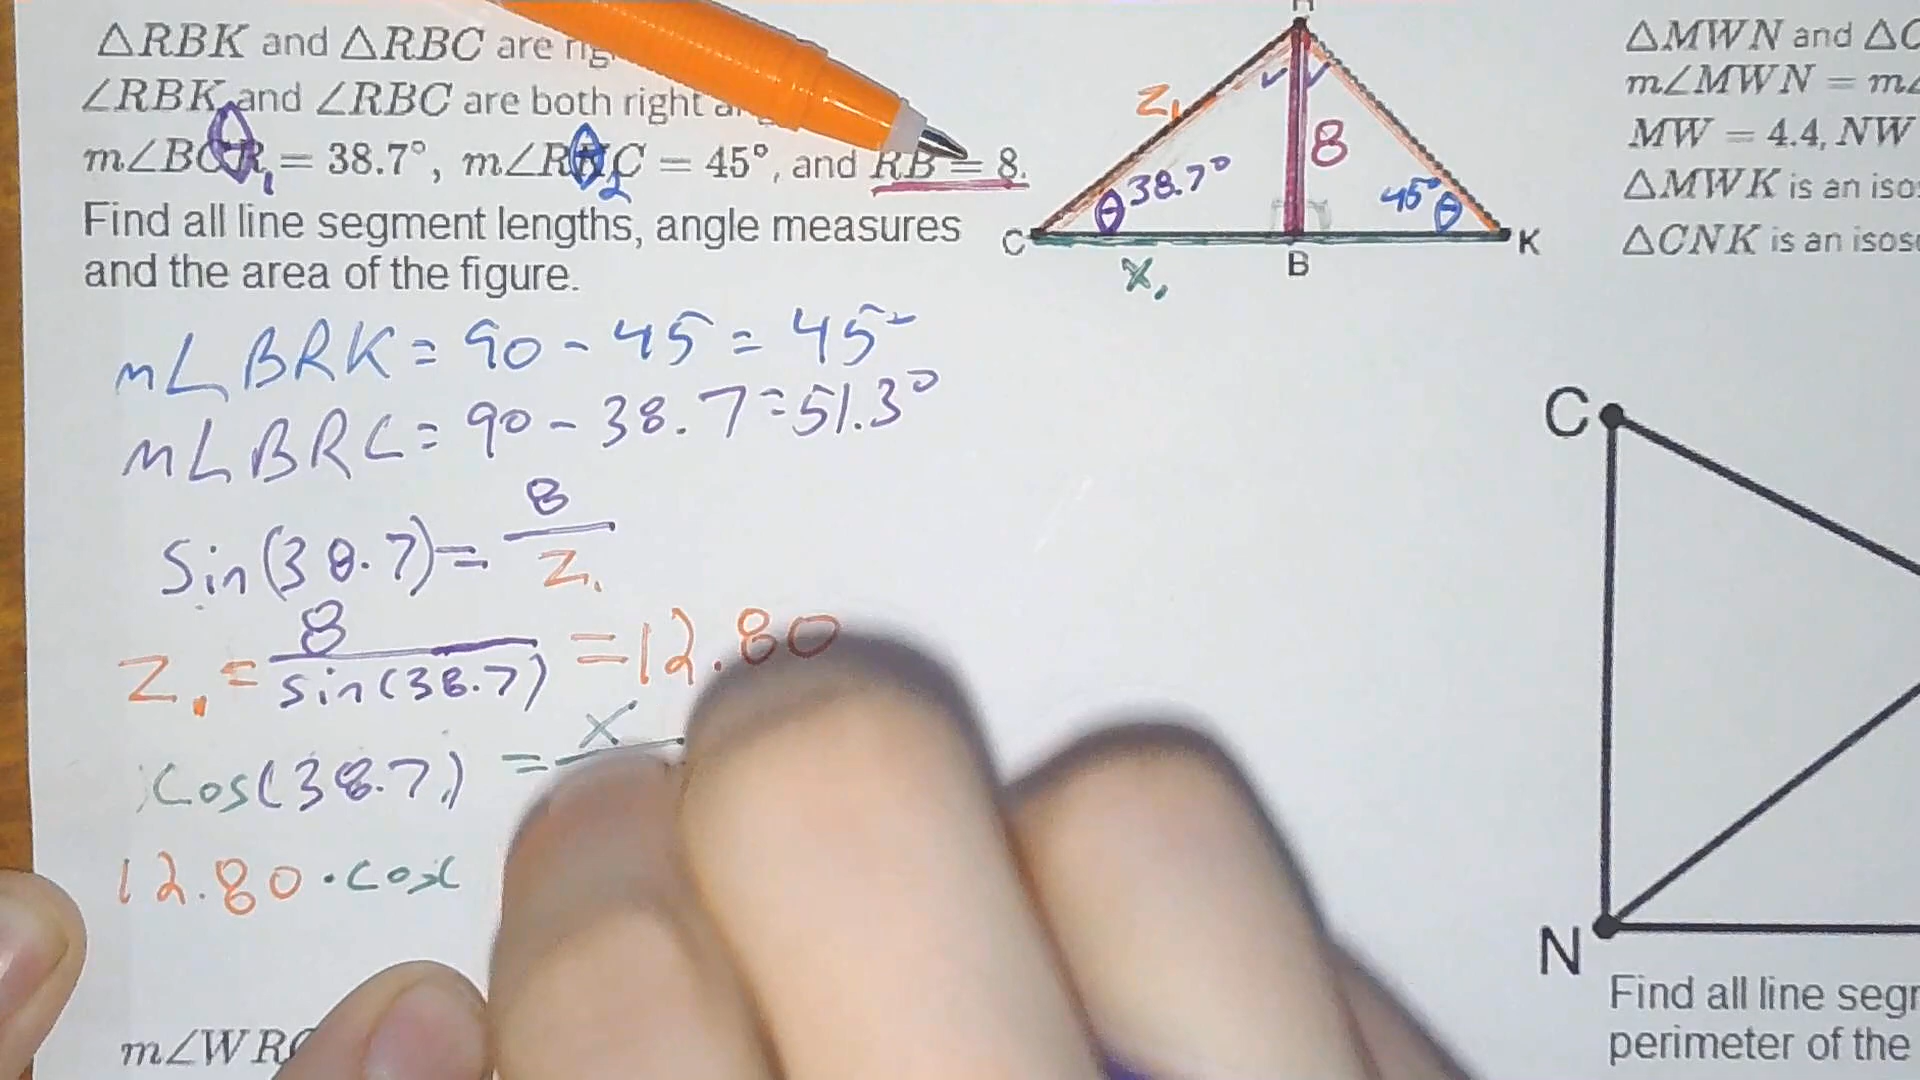 △RBK and △RBC are
∠RBK and ∠RBC are both right
m∠BCR = 38.7°, m∠RKC = 45°, and RB = 8.
θ₁
θ₂
Find all line segment lengths, angle measures
and the area of the figure.
m∠BRK = 90 - 45 = 45°
m∠BRC = 90 - 38.7 = 51.3°
Sin(38.7) = 8/Z₁
Z₁ = 8/sin(38.7) = 12.80
Cos(38.7) = X
12.80 · cos
Z₁
8
θ 38.7°
45° θ
C
B
K
X₁
△MWN and
m∠MWN =
MW = 4.4, NW
△MWK is an
△CNK is an
C
N
Find all line
perimeter of the